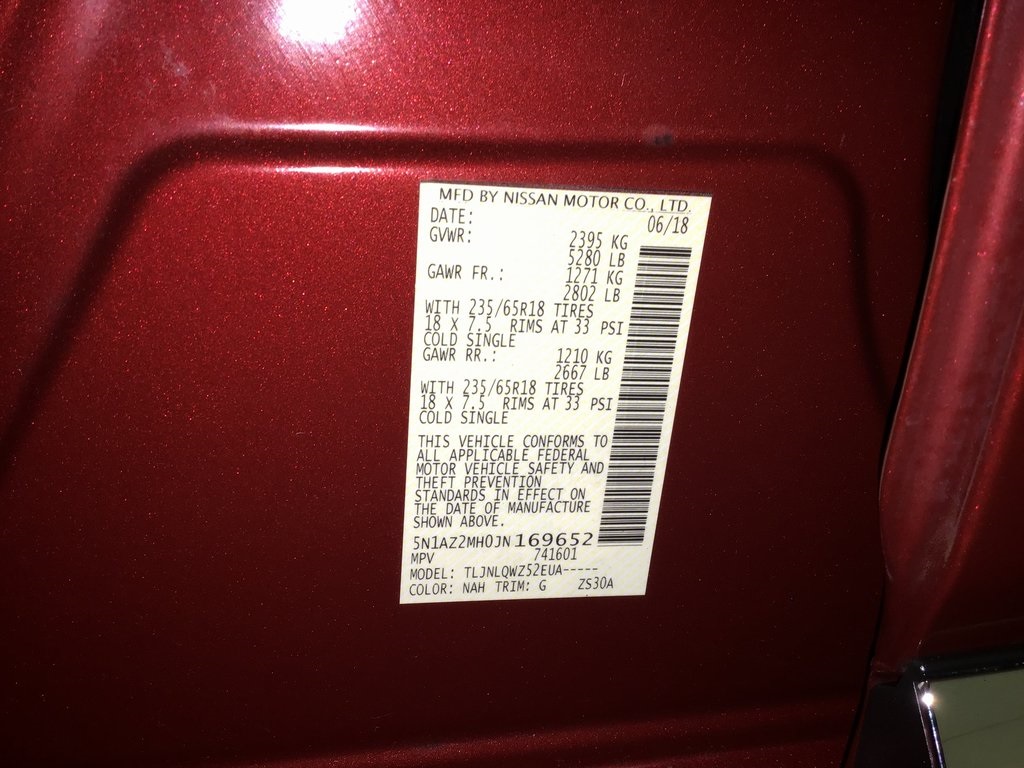 MFD BY NISSAN MOTOR CO., LTD.
DATE: 06/18
GVWR: 2395 KG
5280 LB
GAWR FR.: 1271 KG
2802 LB
WITH 235/65R18 TIRES
18 X 7.5 RIMS AT 33 PSI
COLD SINGLE
GAWR RR.: 1210 KG
2667 LB
WITH 235/65R18 TIRES
18 X 7.5 RIMS AT 33 PSI
COLD SINGLE
THIS VEHICLE CONFORMS TO
ALL APPLICABLE FEDERAL
MOTOR VEHICLE SAFETY AND
THEFT PREVENTION
STANDARDS IN EFFECT ON
THE DATE OF MANUFACTURE
SHOWN ABOVE.
5N1AZ2MH0JN169652
MPV 741601
MODEL: TLJNLQWZ52EUA-----
COLOR: NAH TRIM: G ZS30A